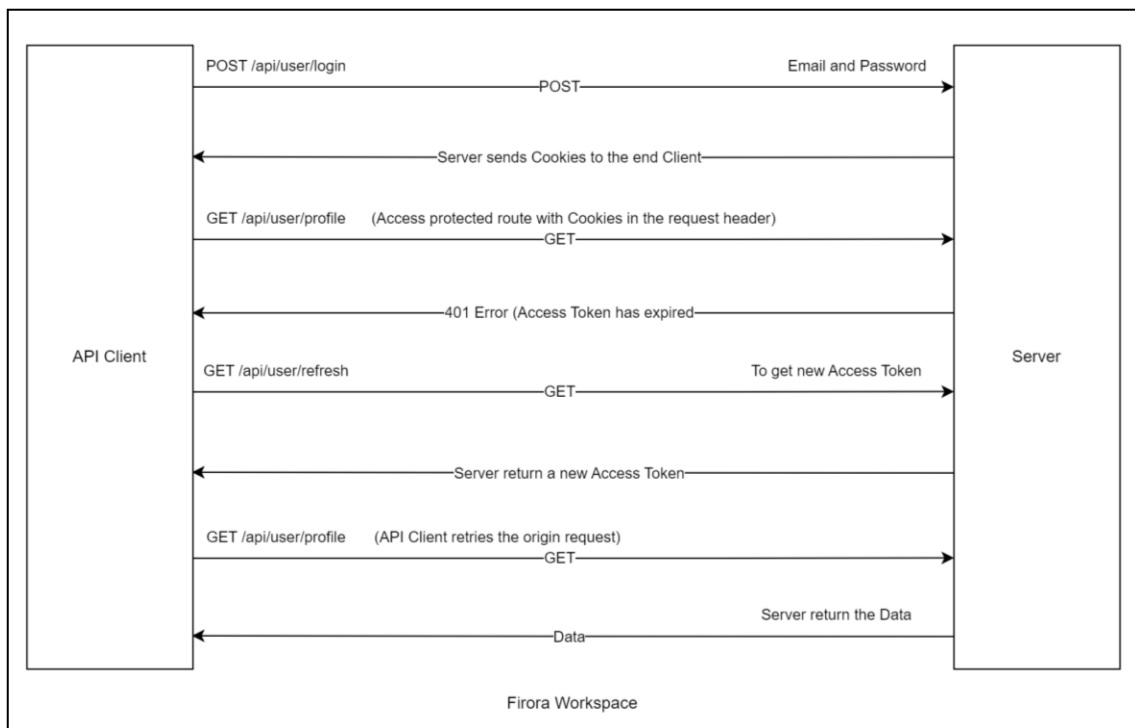 POST /api/user/login
Email and Password
POST
Server sends Cookies to the end Client
GET /api/user/profile (Access protected route with Cookies in the request header)
GET
401 Error (Access Token has expired
API Client
Server
GET /api/user/refresh
To get new Access Token
GET
Server return a new Access Token
GET /api/user/profile (API Client retries the origin request)
GET
Server return the Data
Data
Firora Workspace